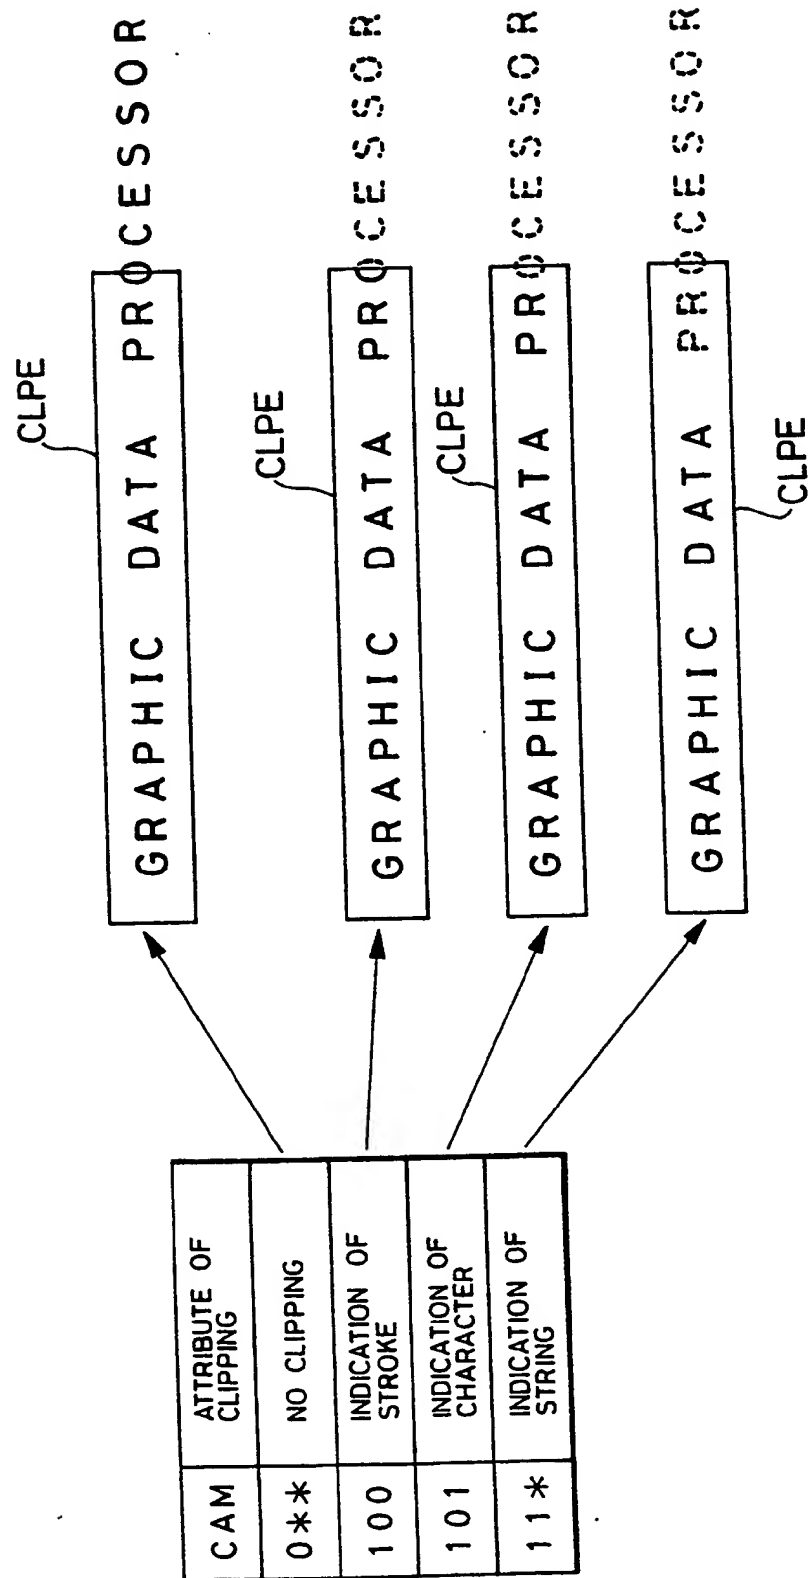 CAM ATTRIBUTE OF CLIPPING
0** NO CLIPPING
100 INDICATION OF STROKE
101 INDICATION OF CHARACTER
11* INDICATION OF STRING
CLPE
GRAPHIC DATA PROCESSOR
CLPE
GRAPHIC DATA PROCESSOR
CLPE
GRAPHIC DATA PROCESSOR
GRAPHIC DATA PROCESSOR
CLPE